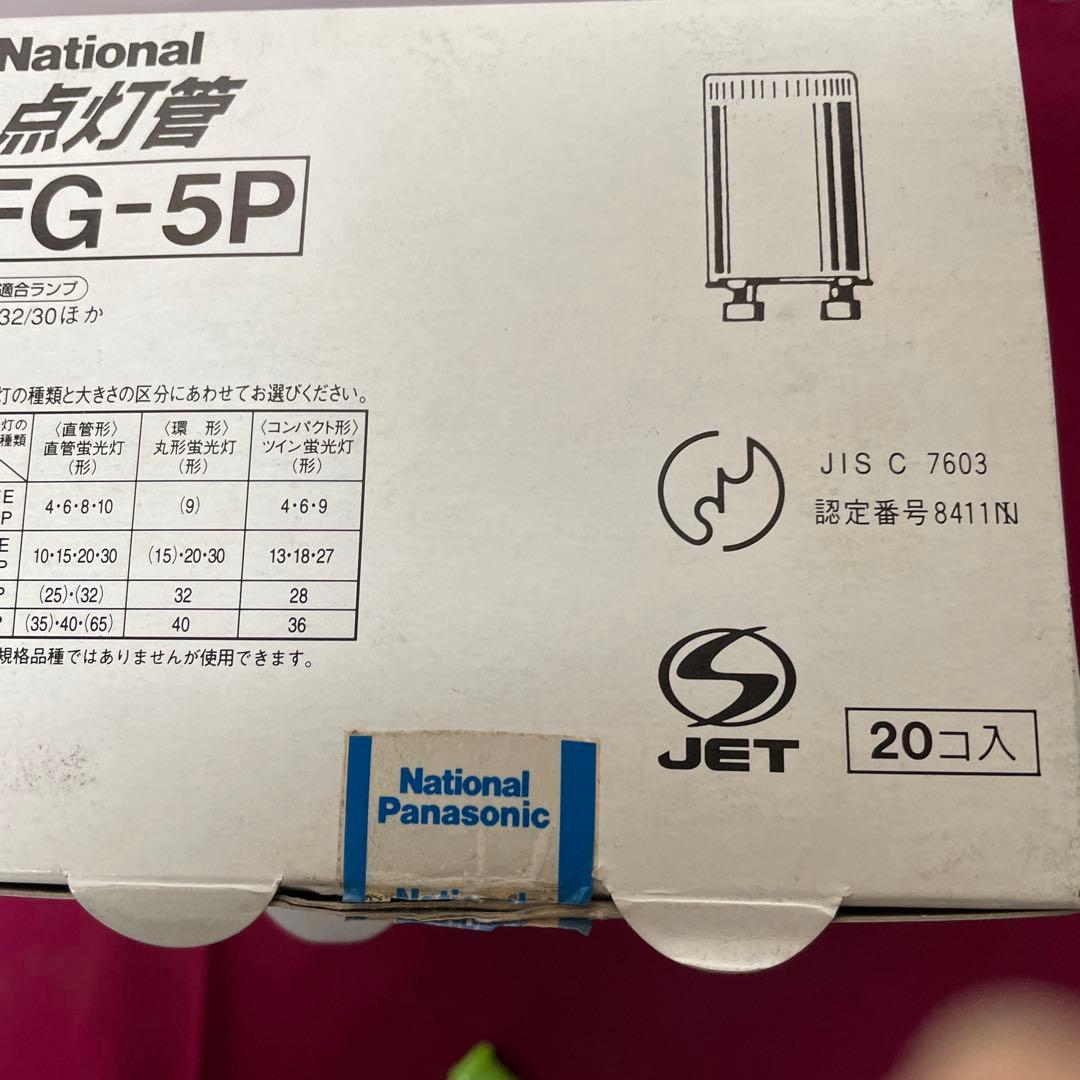 National
点灯管
FG-5P
適合ランプ
32/30ほか
灯の種類と大きさの区分にあわせてお選びください。
灯の種類
〈直管形〉直管蛍光灯(形)
〈環 形〉丸形蛍光灯(形)
〈コンパクト形〉ツイン蛍光灯(形)
E
P
4・6・8・10
(9)
4・6・9
E
P
10・15・20・30
(15)・20・30
13・18・27
P
(25)・(32)
32
28
P
(35)・40・(65)
40
36
規格品種ではありませんが使用できます。
JIS C 7603
認定番号8411
JET
20コ入
National
Panasonic
National